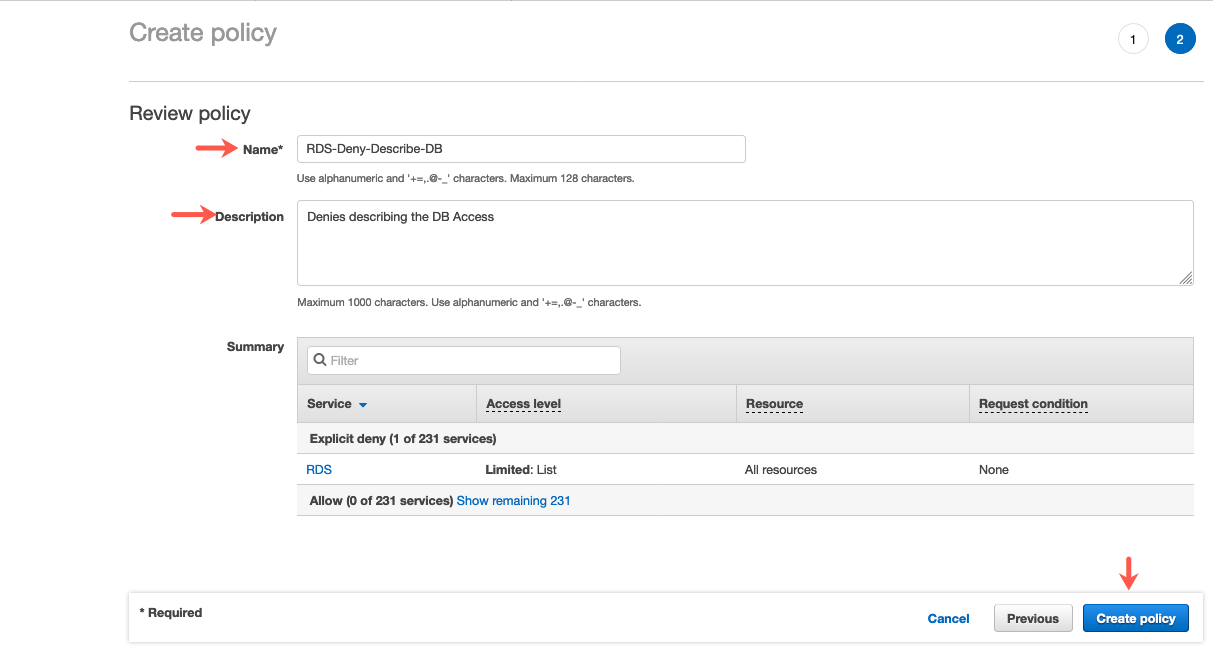 Create policy
1
2
Review policy
Name*
RDS-Deny-Describe-DB
Use alphanumeric and '+=,.@-_' characters. Maximum 128 characters.
Description
Denies describing the DB Access
Maximum 1000 characters. Use alphanumeric and '+=,.@-_' characters.
Summary
Filter
Service Access level Resource Request condition
Explicit deny (1 of 231 services)
RDS Limited: List All resources None
Allow (0 of 231 services) Show remaining 231
* Required
Cancel Previous Create policy